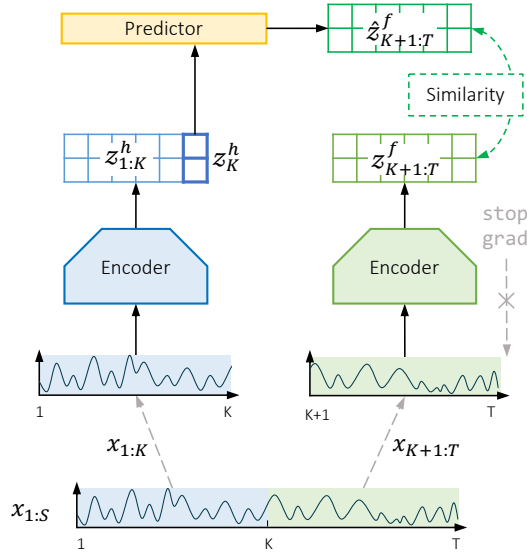 Predictor
ẑ^f_{K+1:T}
Similarity
z^h_{1:K}
z^h_K
z^f_{K+1:T}
stop
grad
Encoder
Encoder
1
K
K+1
T
x_{1:K}
x_{K+1:T}
x_{1:S}
1
K
T